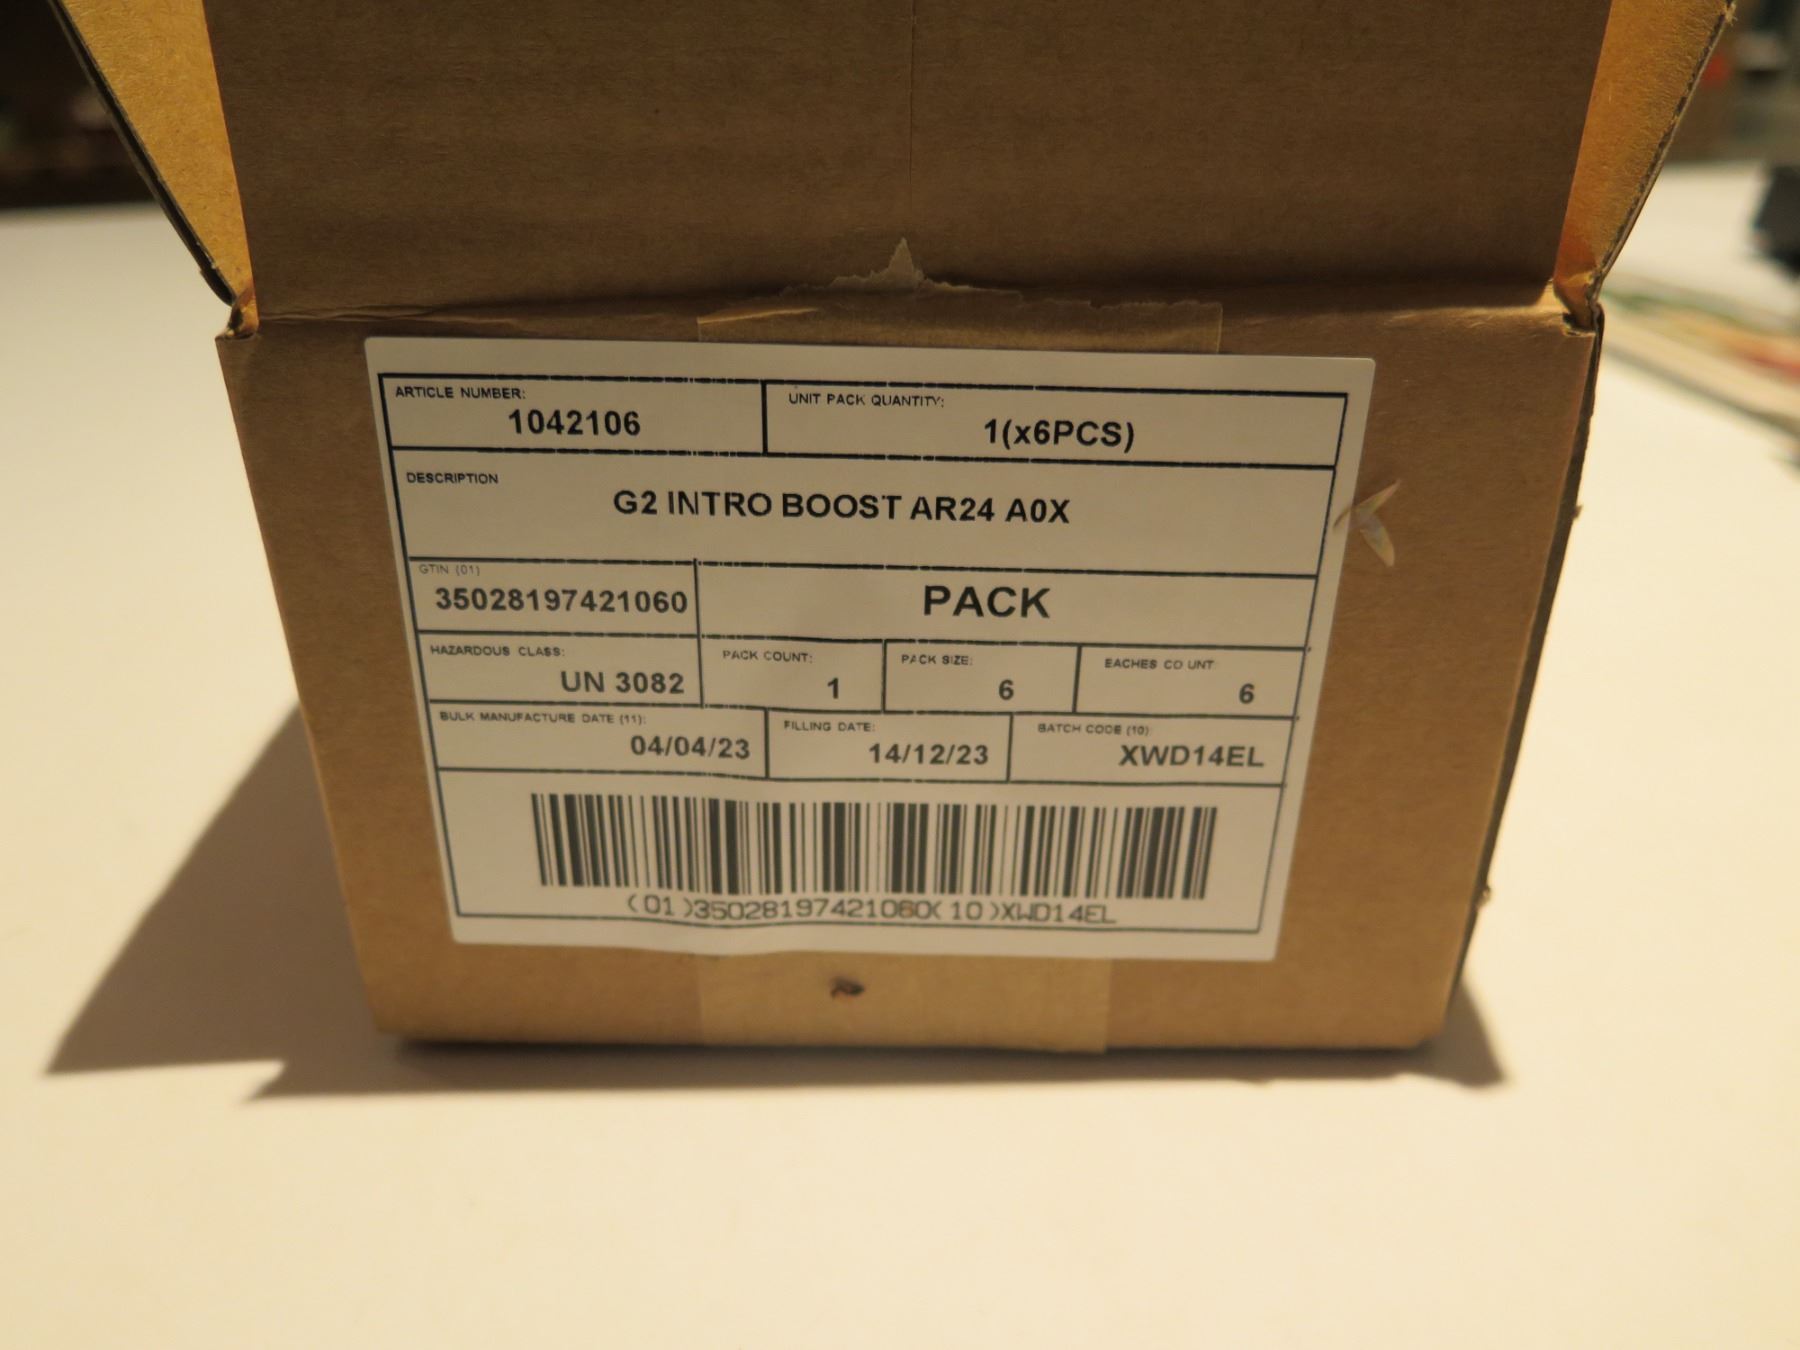 ARTICLE NUMBER:
1042106
UNIT PACK QUANTITY:
1(x6PCS)
DESCRIPTION
G2 INTRO BOOST AR24 A0X
GTIN (01)
35028197421060
PACK
HAZARDOUS CLASS:
UN 3082
PACK COUNT:
1
PACK SIZE:
6
EACHES CO UNT
6
BULK MANUFACTURE DATE (11):
04/04/23
FILLING DATE:
14/12/23
BATCH CODE (10)
XWD14EL
(01)35028197421060(10)XWD14EL